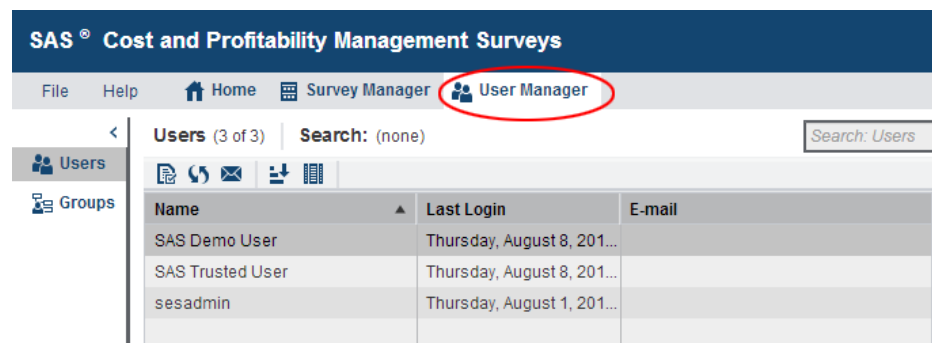 SAS ® Cost and Profitability Management Surveys
File Help Home Survey Manager User Manager
Users (3 of 3) Search: (none) Search: Users
Users
Groups
Name Last Login E-mail
SAS Demo User Thursday, August 8, 201...
SAS Trusted User Thursday, August 8, 201...
sesadmin Thursday, August 1, 201...